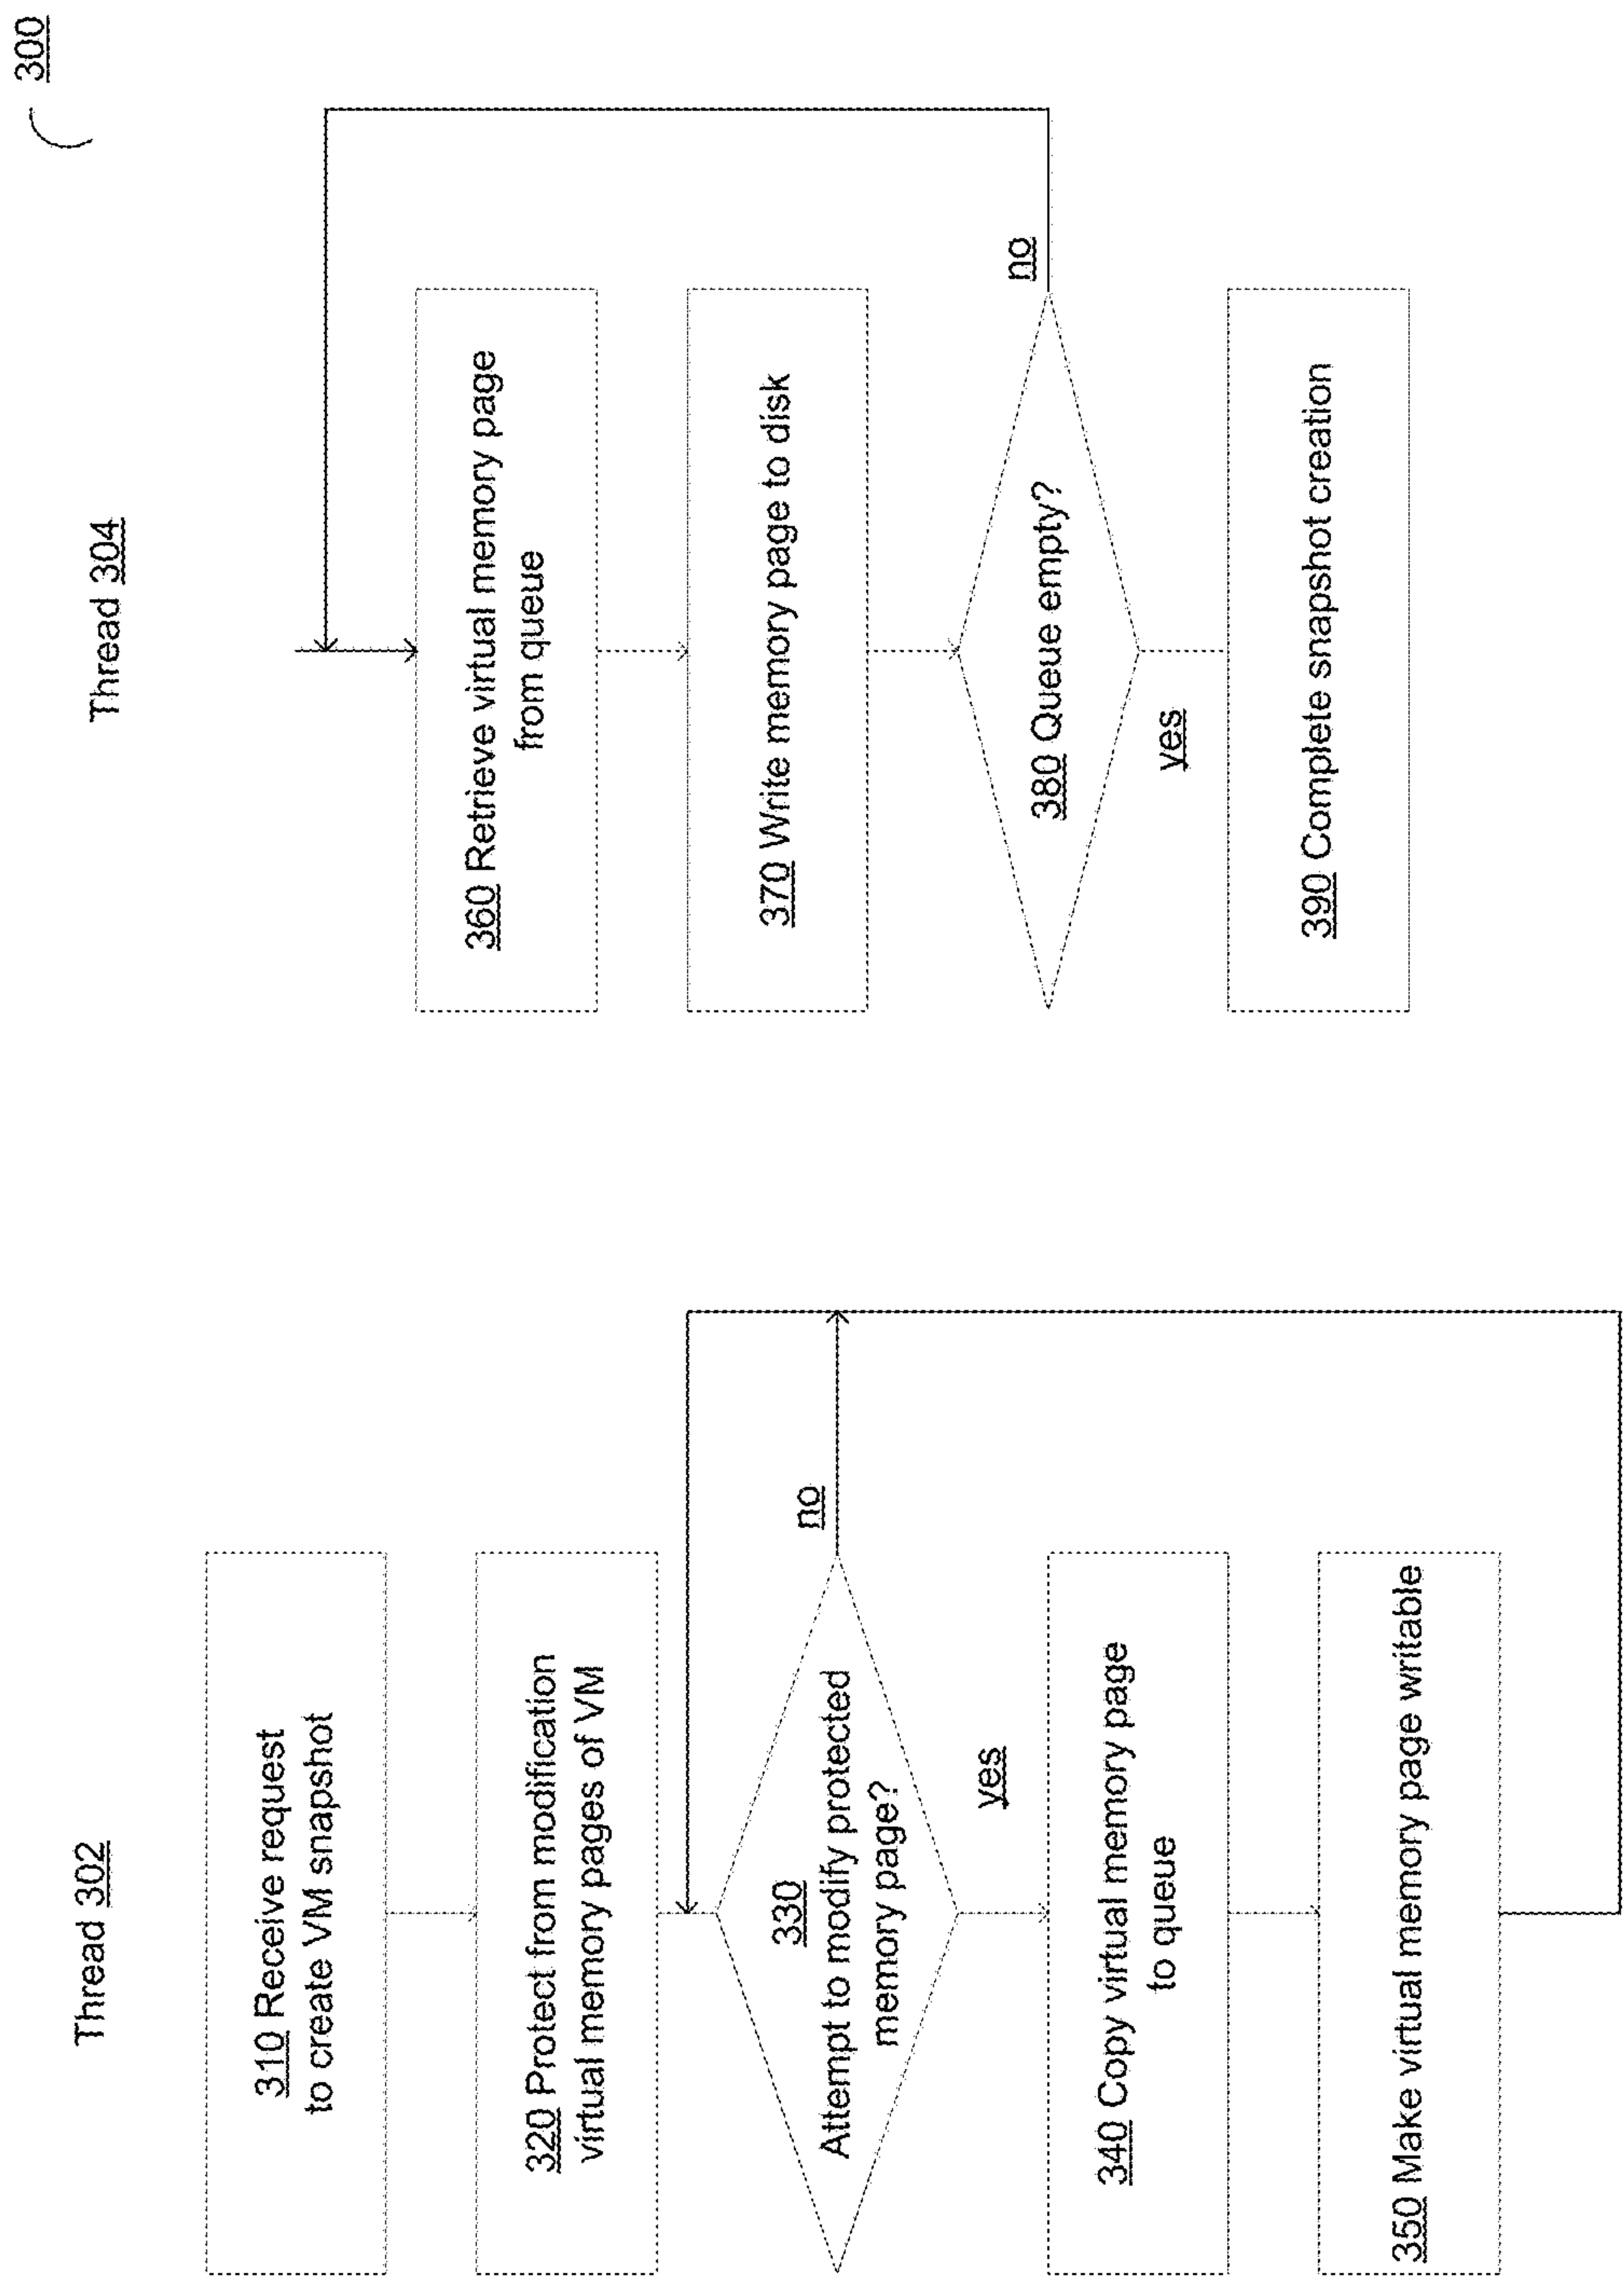 300
Thread 302
310 Receive request
to create VM snapshot
320 Protect from modification
virtual memory pages of VM
330
Attempt to modify protected
memory page?
no
yes
340 Copy virtual memory page
to queue
350 Make virtual memory page writable
Thread 304
360 Retrieve virtual memory page
from queue
370 Write memory page to disk
380 Queue empty?
no
yes
390 Complete snapshot creation